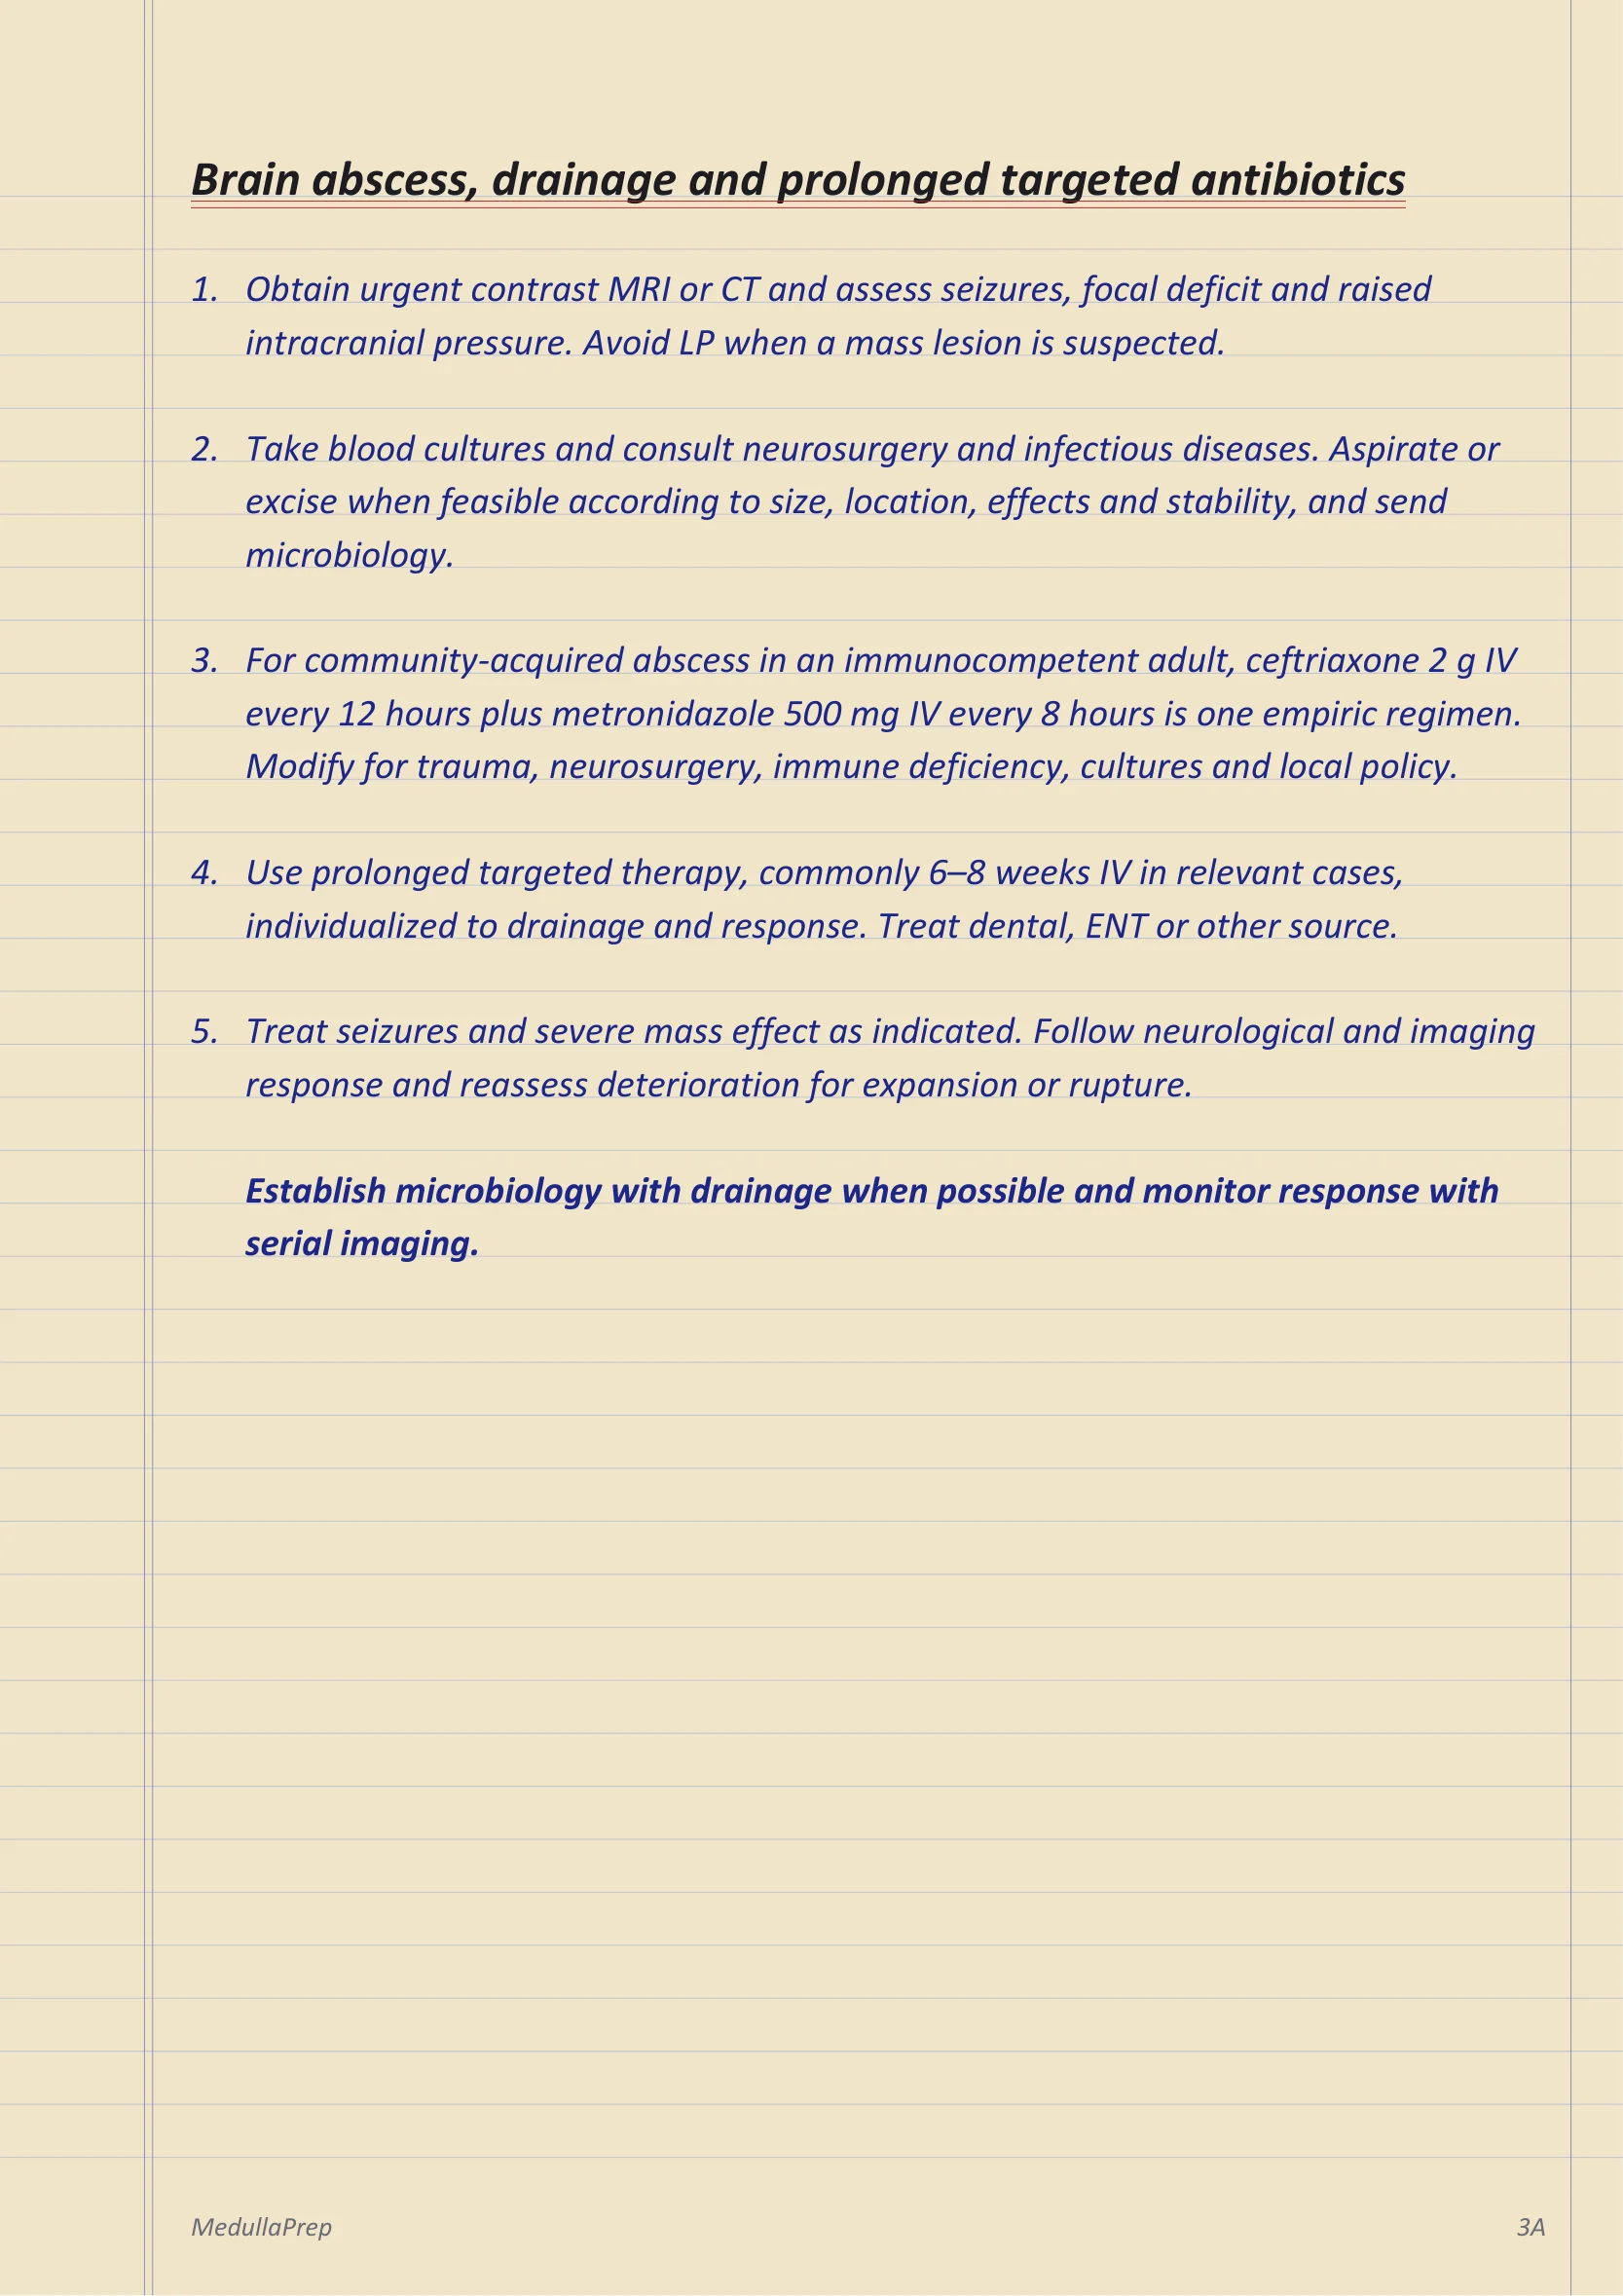 Brain abscess, drainage and prolonged targeted antibiotics
1. Obtain urgent contrast MRI or CT and assess seizures, focal deficit and raised
intracranial pressure. Avoid LP when a mass lesion is suspected.
2. Take blood cultures and consult neurosurgery and infectious diseases. Aspirate or
excise when feasible according to size, location, effects and stability, and send
microbiology.
3. For community-acquired abscess in an immunocompetent adult, ceftriaxone 2 g IV
every 12 hours plus metronidazole 500 mg IV every 8 hours is one empiric regimen.
Modify for trauma, neurosurgery, immune deficiency, cultures and local policy.
4. Use prolonged targeted therapy, commonly 6–8 weeks IV in relevant cases,
individualized to drainage and response. Treat dental, ENT or other source.
5. Treat seizures and severe mass effect as indicated. Follow neurological and imaging
response and reassess deterioration for expansion or rupture.
Establish microbiology with drainage when possible and monitor response with
serial imaging.
MedullaPrep
3A